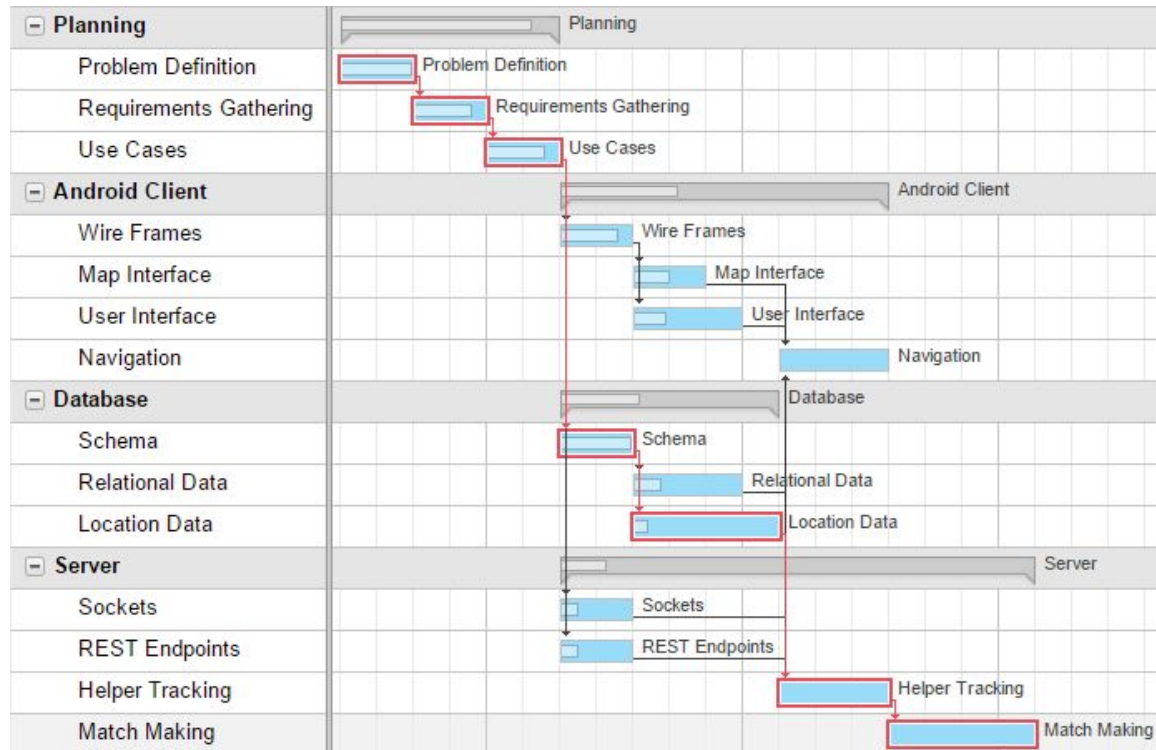 Planning Planning
Problem Definition Problem Definition
Requirements Gathering Requirements Gathering
Use Cases Use Cases
Android Client Android Client
Wire Frames Wire Frames
Map Interface Map Interface
User Interface User Interface
Navigation Navigation
Database Database
Schema Schema
Relational Data Relational Data
Location Data Location Data
Server Server
Sockets Sockets
REST Endpoints REST Endpoints
Helper Tracking Helper Tracking
Match Making Match Making